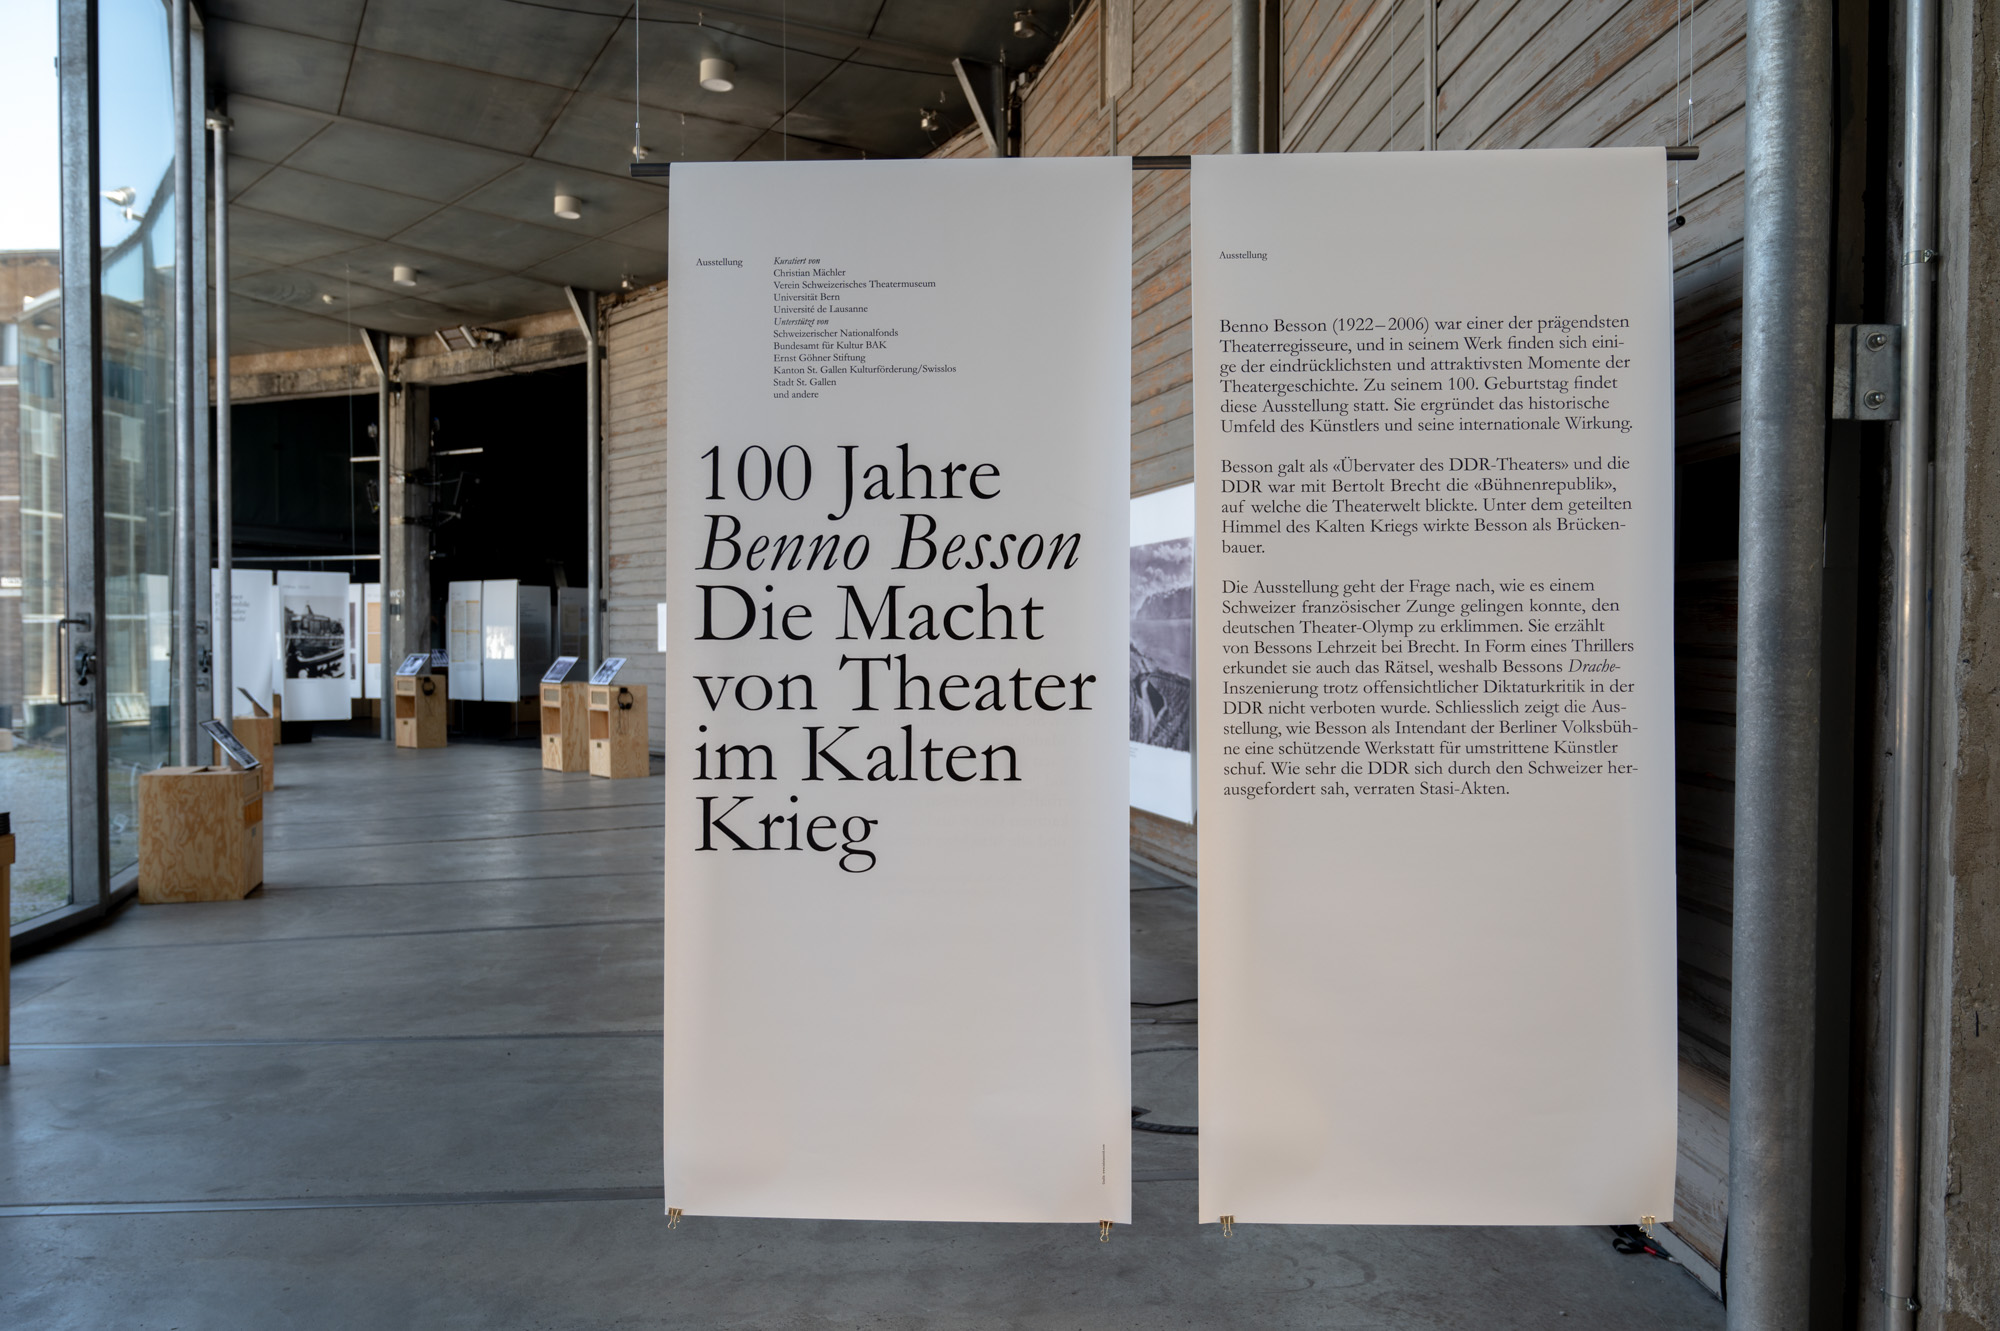 Ausstellung
Kuratiert von
Christian Mächler
Verein Schweizerisches Theatermuseum
Universität Bern
Université de Lausanne
Unterstützt von
Schweizerischer Nationalfonds
Bundesamt für Kultur BAK
Ernst Göhner Stiftung
Kanton St. Gallen Kulturförderung/Swisslos
Stadt St. Gallen
und andere
100 Jahre
Benno Besson
Die Macht
von Theater
im Kalten
Krieg
Ausstellung
Benno Besson (1922–2006) war einer der prägendsten
Theaterregisseure, und in seinem Werk finden sich eini-
ge der eindrücklichsten und attraktivsten Momente der
Theatergeschichte. Zu seinem 100. Geburtstag findet
diese Ausstellung statt. Sie ergründet das historische
Umfeld des Künstlers und seine internationale Wirkung.
Besson galt als «Übervater des DDR-Theaters» und die
DDR war mit Bertolt Brecht die «Bühnenrepublik»,
auf welche die Theaterwelt blickte. Unter dem geteilten
Himmel des Kalten Kriegs wirkte Besson als Brücken-
bauer.
Die Ausstellung geht der Frage nach, wie es einem
Schweizer französischer Zunge gelingen konnte, den
deutschen Theater-Olymp zu erklimmen. Sie erzählt
von Bessons Lehrzeit bei Brecht. In Form eines Thrillers
erkundet sie auch das Rätsel, weshalb Bessons Drache-
Inszenierung trotz offensichtlicher Diktaturkritik in der
DDR nicht verboten wurde. Schliesslich zeigt die Aus-
stellung, wie Besson als Intendant der Berliner Volksbüh-
ne eine schützende Werkstatt für umstrittene Künstler
schuf. Wie sehr die DDR sich durch den Schweizer her-
ausgefordert sah, verraten Stasi-Akten.